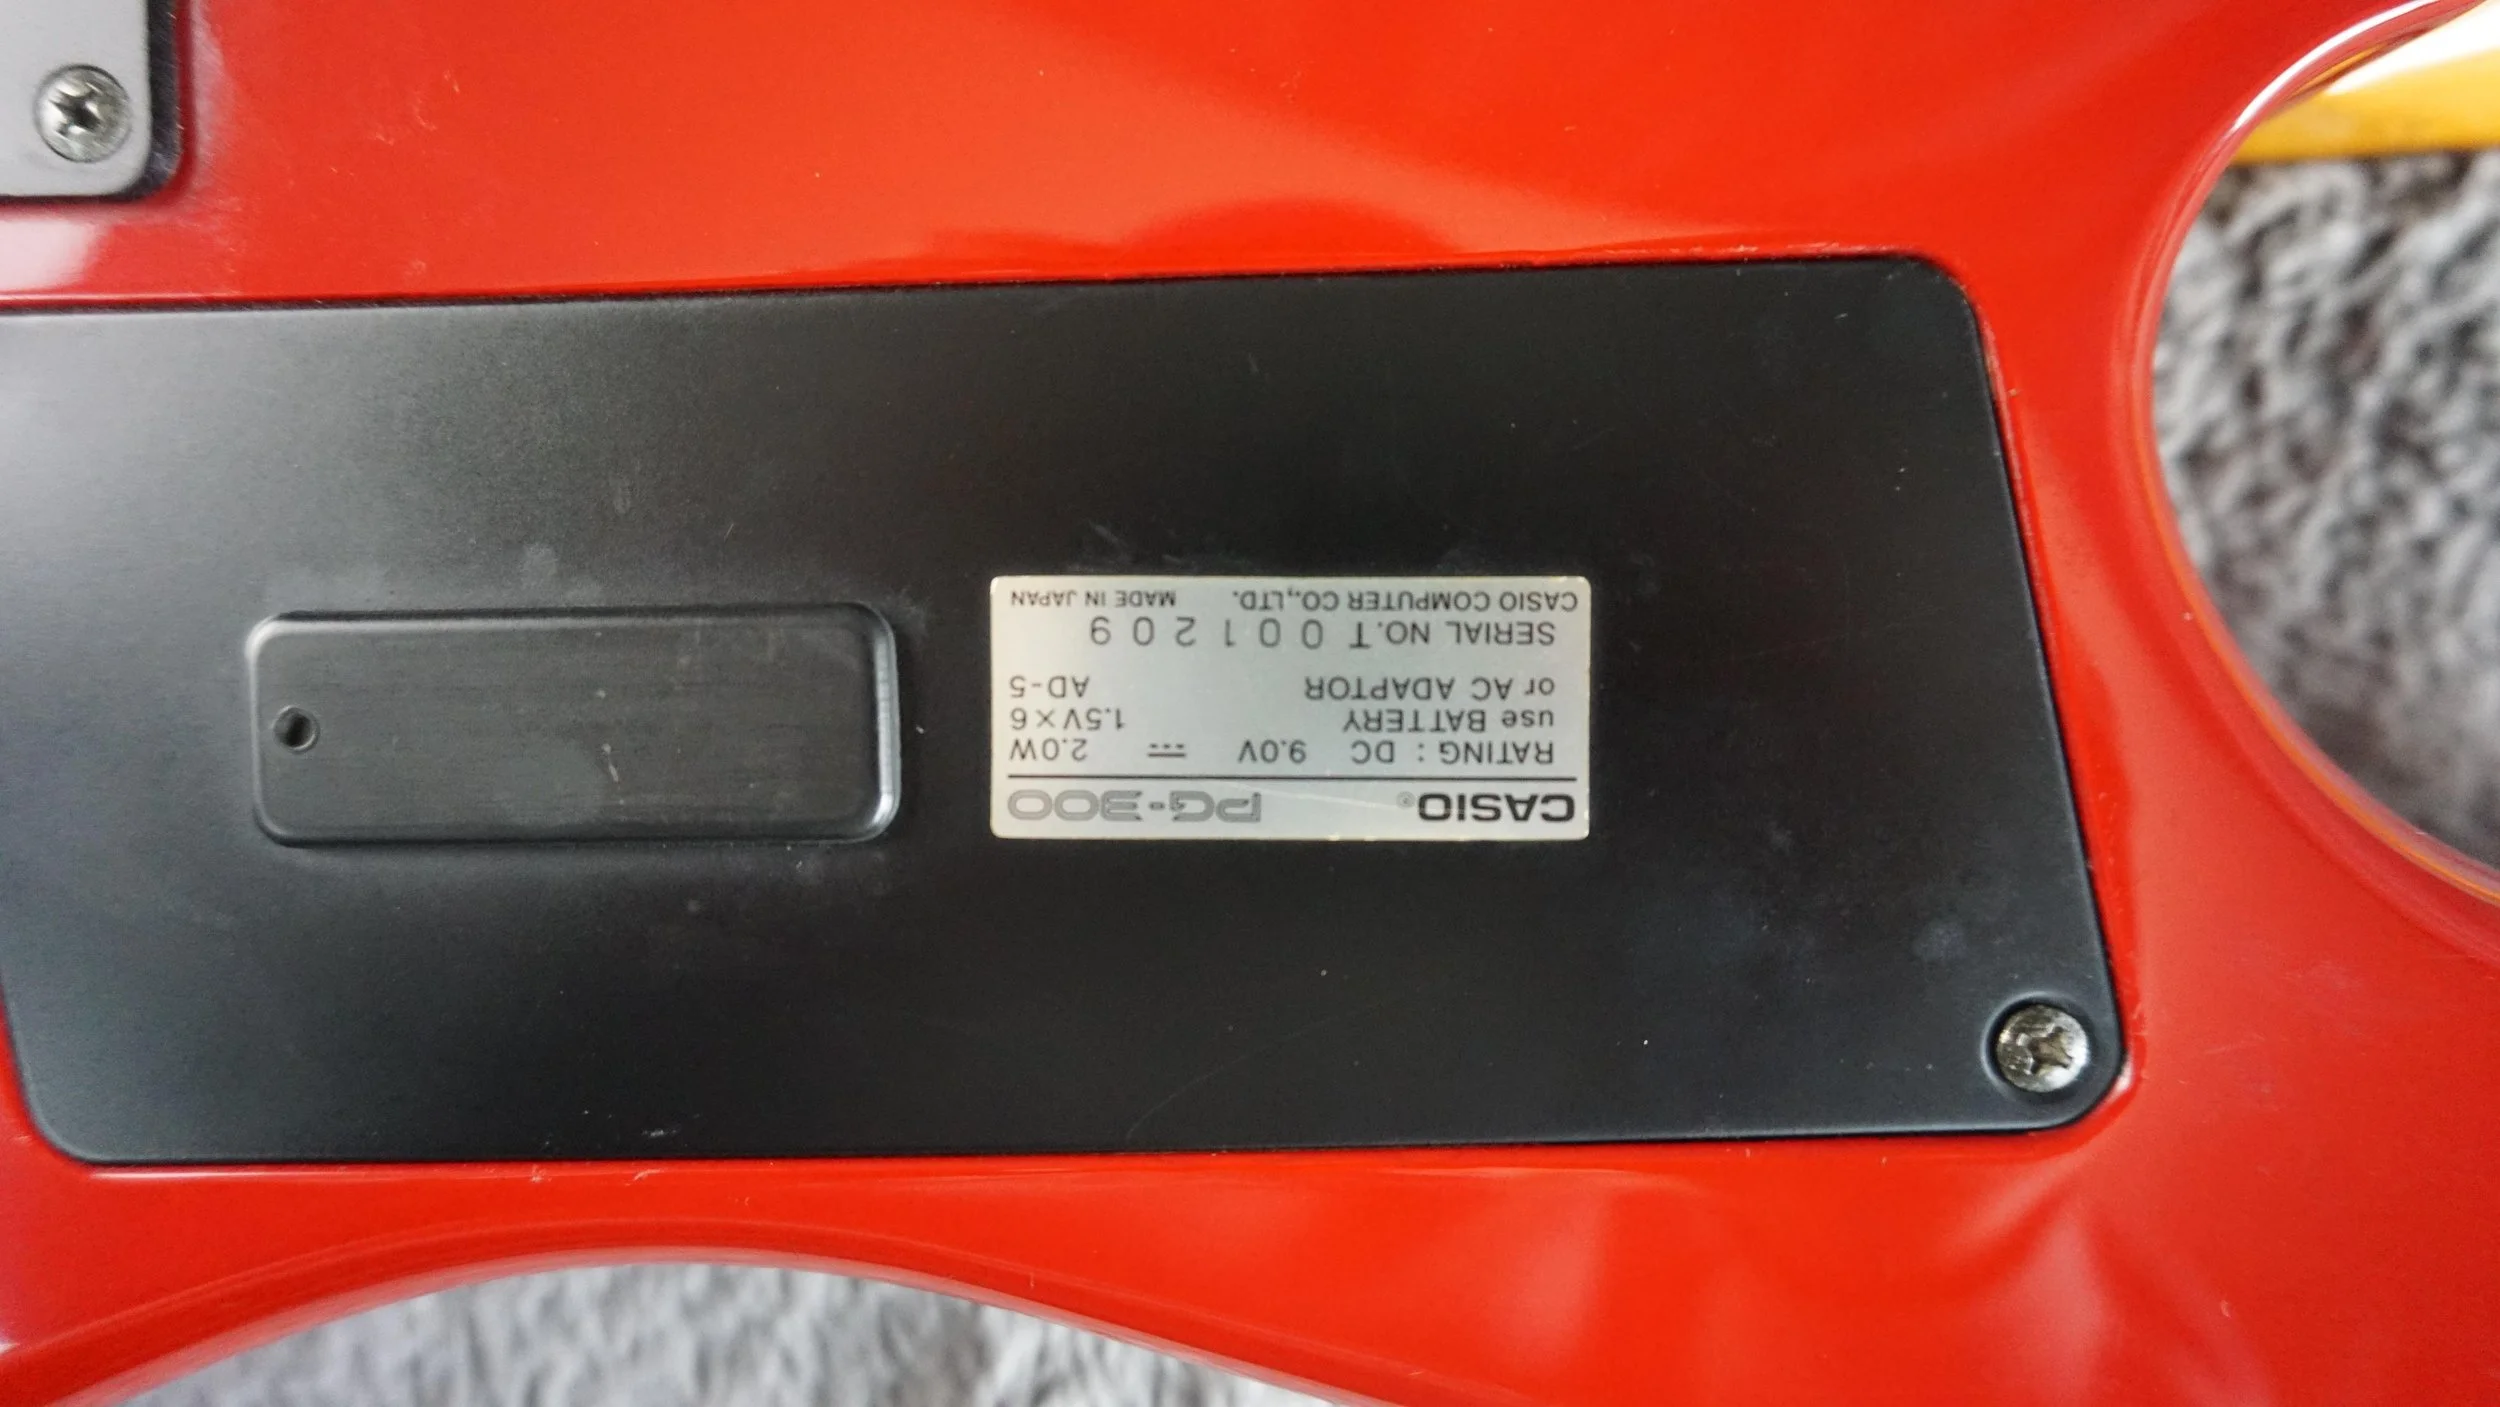 CASIO® PG-300
RATING : DC 9.0V ⎓ 2.0W
use BATTERY 1.5V×6
or AC ADAPTOR AD-5
SERIAL NO.T 001209
CASIO COMPUTER CO.,LTD. MADE IN JAPAN